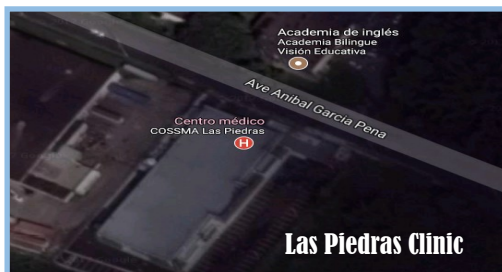 Academia de inglés
Academia Bilingue
Visión Educativa
Ave Anibal Garcia Pena
Centro médico
COSSMA Las Piedras
H
Las Piedras Clinic